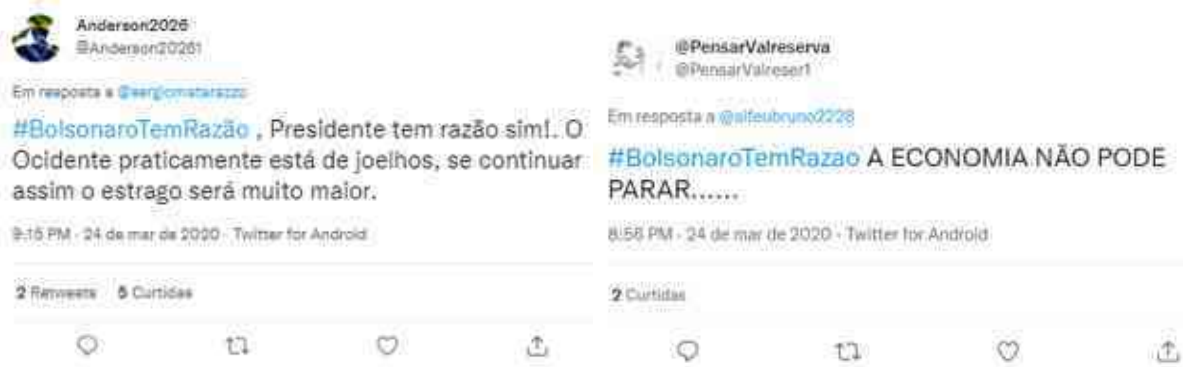 Anderson2026
@Anderson20261
Em resposta a @sergiomatarazzo
#BolsonaroTemRazão , Presidente tem razão sim!. O
Ocidente praticamente está de joelhos, se continuar
assim o estrago será muito maior.
9:15 PM · 24 de mar de 2020 · Twitter for Android
2 Retweets 5 Curtidas
@PensarValreserva
@PensarValreser1
Em resposta a @alfeubruno2228
#BolsonaroTemRazao A ECONOMIA NÃO PODE
PARAR......
8:56 PM · 24 de mar de 2020 · Twitter for Android
2 Curtidas